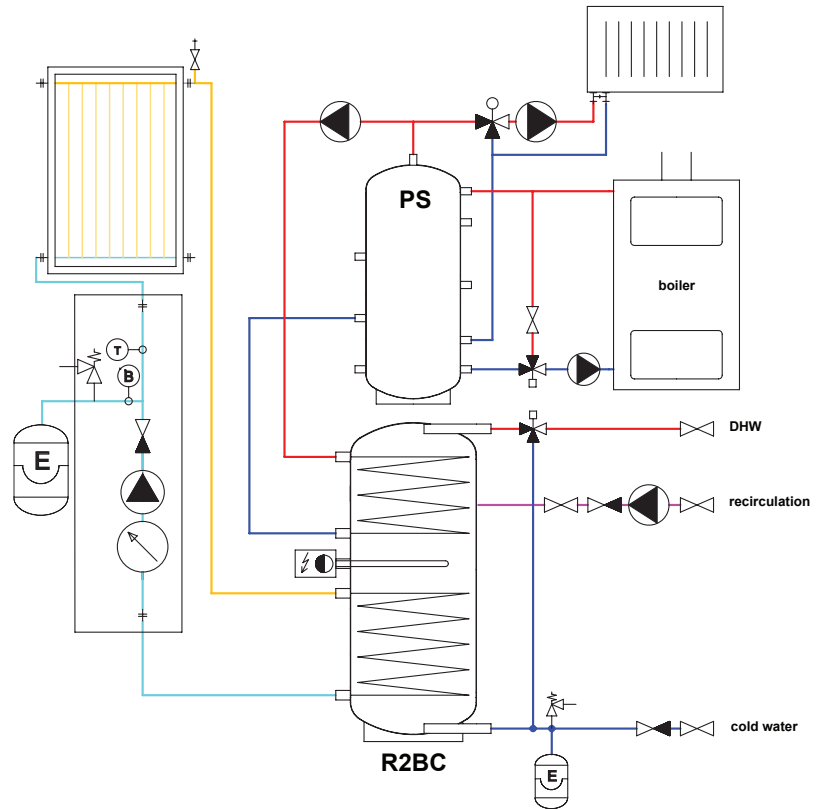 PS
boiler
T
B
E
DHW
recirculation
cold water
R2BC
E